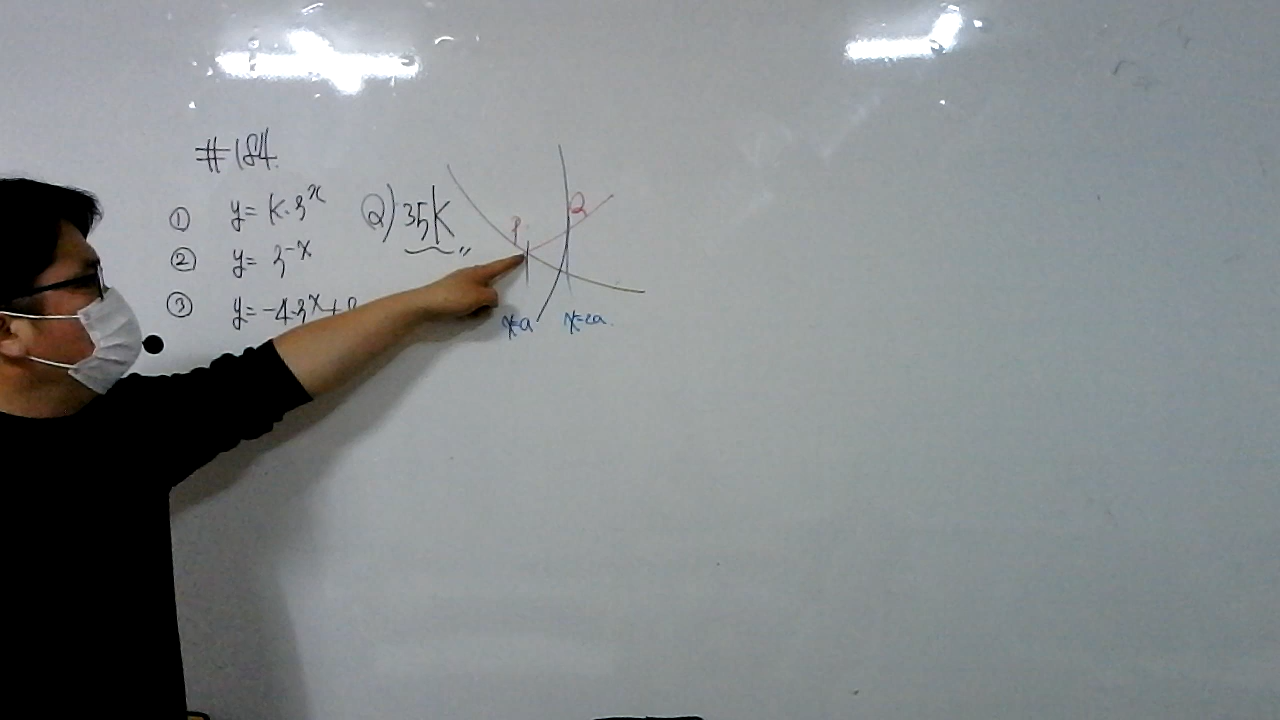 #184.
① y= k·3^x
② y= 3^-x
③ y= -4·3^x+8
Q) 35k
P
Q
x=a
x=2a.